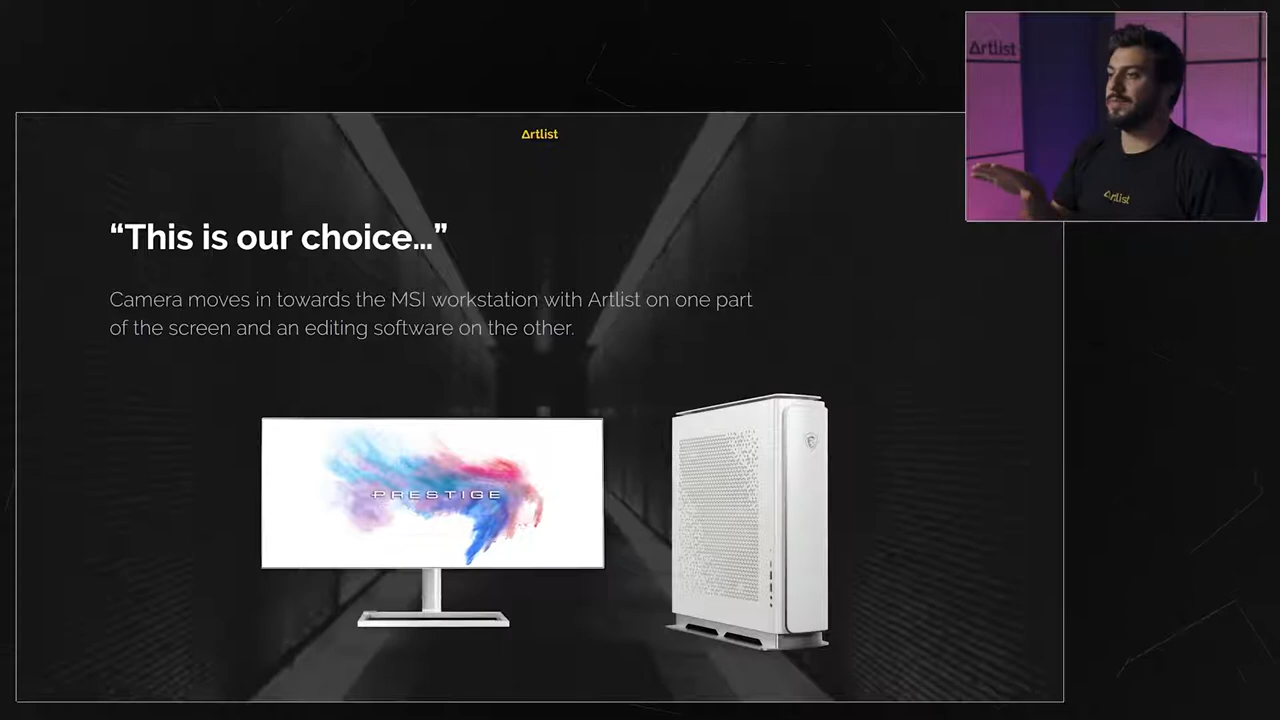 Artlist
Artlist
Artlist
“This is our choice…”
Camera moves in towards the MSI workstation with Artlist on one part
of the screen and an editing software on the other.
PRESTIGE